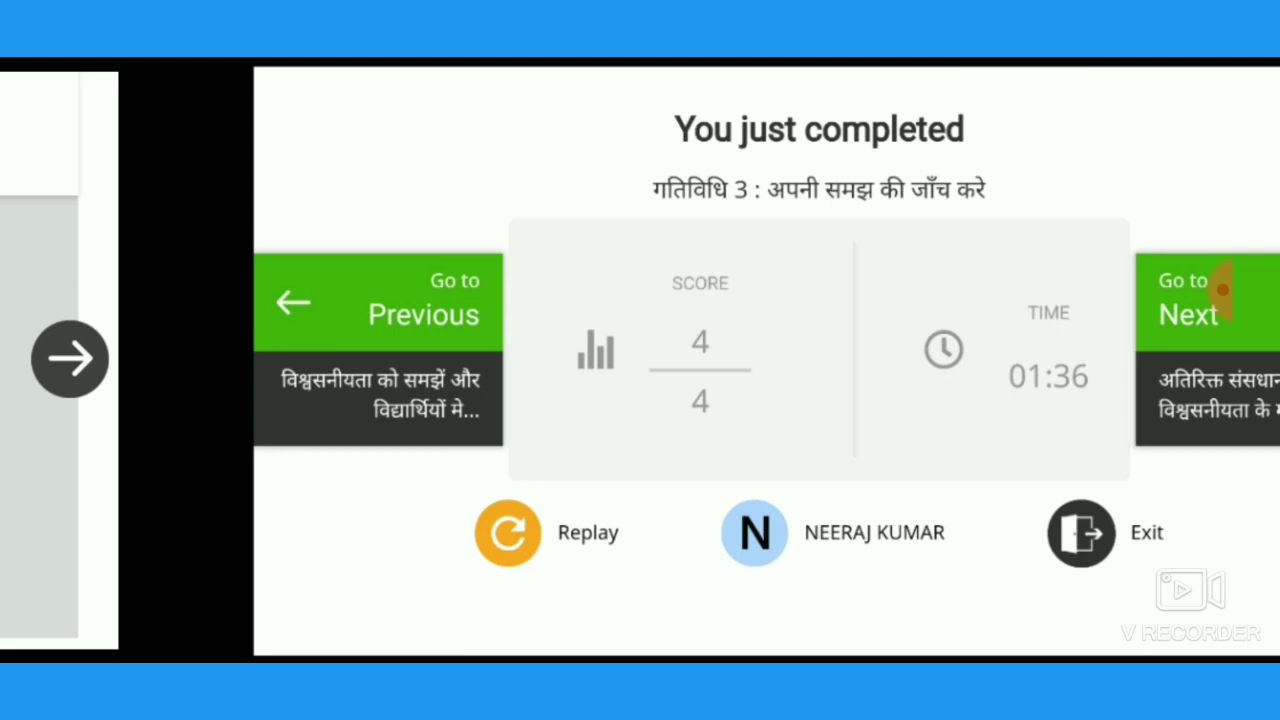 You just completed
गतिविधि 3 : अपनी समझ की जाँच करे
Go to
Previous
विश्वसनीयता को समझें और
विद्यार्थियों मे...
SCORE
4
4
TIME
01:36
Go to
Next
अतिरिक्त संसधान
विश्वसनीयता के
Replay
N
NEERAJ KUMAR
Exit
V RECORDER